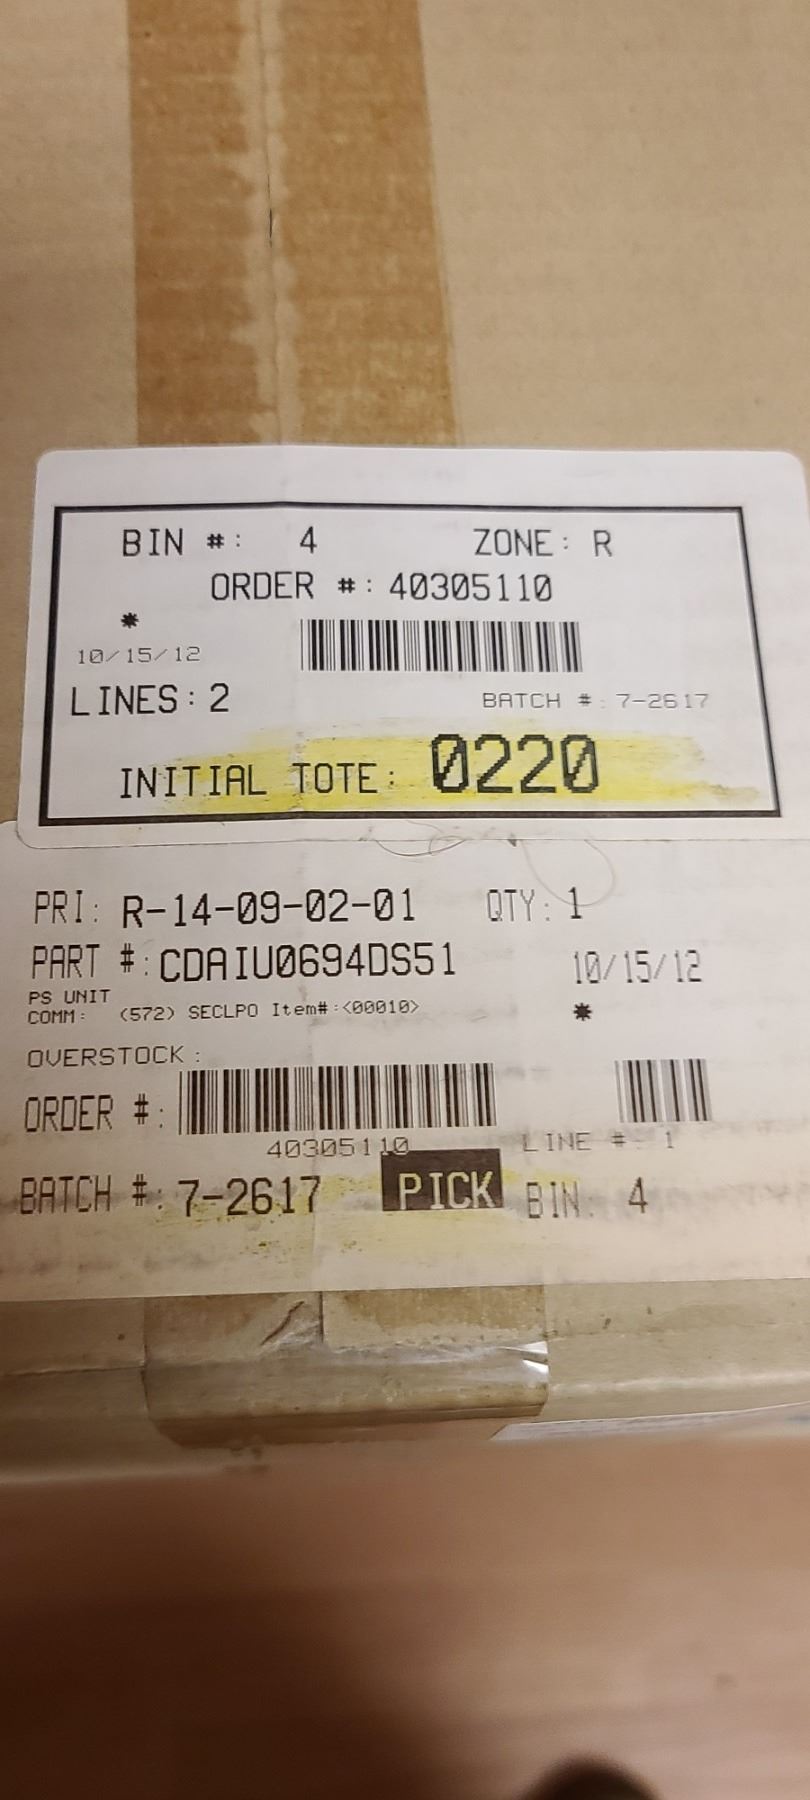 BIN #: 4 ZONE: R
ORDER #: 40305110
*
10/15/12
LINES: 2 BATCH #: 7-2617
INITIAL TOTE: 0220
PRI: R-14-09-02-01 QTY: 1
PART #: CDAIU0694DS51 10/15/12
PS UNIT
COMM: (572) SECLPO Item#:<00010> *
OVERSTOCK:
ORDER #:
40305110 LINE #: 1
BATCH #: 7-2617 PICK BIN: 4